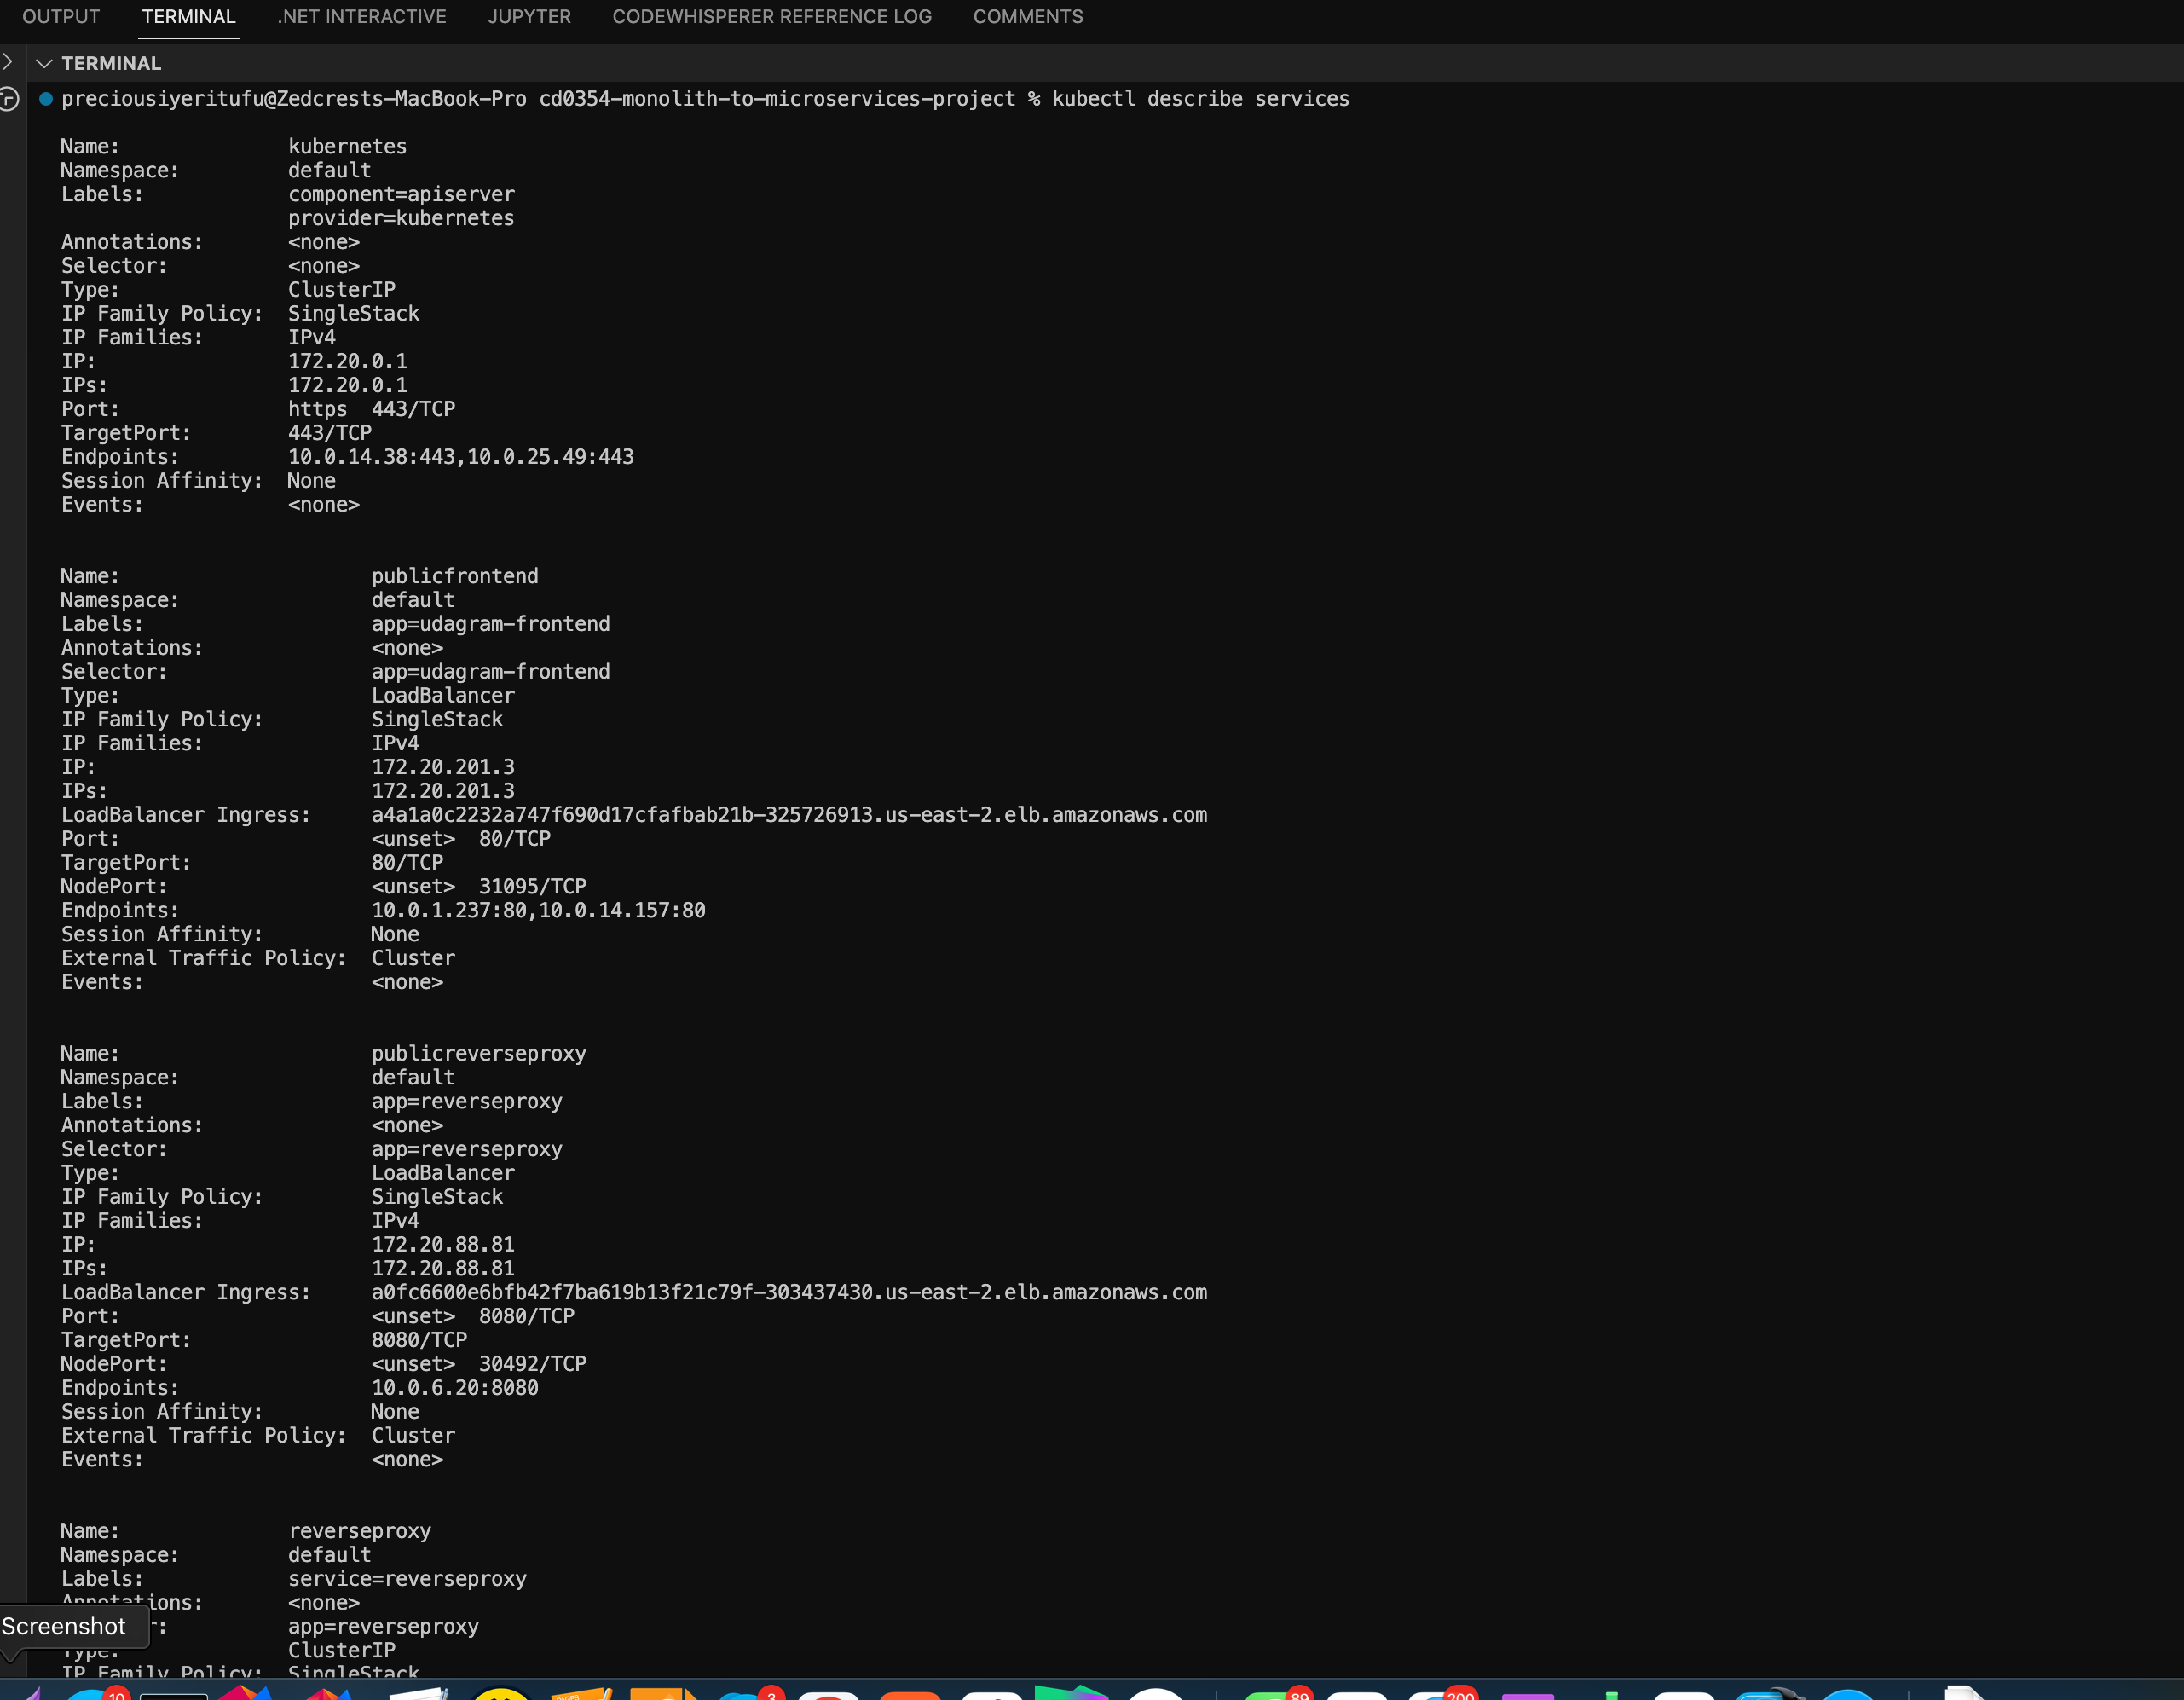 OUTPUT TERMINAL .NET INTERACTIVE JUPYTER CODEWHISPERER REFERENCE LOG COMMENTS
TERMINAL
preciousiyeritufu@Zedcrests-MacBook-Pro cd0354-monolith-to-microservices-project % kubectl describe services
Name: kubernetes
Namespace: default
Labels: component=apiserver
provider=kubernetes
Annotations: <none>
Selector: <none>
Type: ClusterIP
IP Family Policy: SingleStack
IP Families: IPv4
IP: 172.20.0.1
IPs: 172.20.0.1
Port: https 443/TCP
TargetPort: 443/TCP
Endpoints: 10.0.14.38:443,10.0.25.49:443
Session Affinity: None
Events: <none>
Name: publicfrontend
Namespace: default
Labels: app=udagram-frontend
Annotations: <none>
Selector: app=udagram-frontend
Type: LoadBalancer
IP Family Policy: SingleStack
IP Families: IPv4
IP: 172.20.201.3
IPs: 172.20.201.3
LoadBalancer Ingress: a4a1a0c2232a747f690d17cfafbab21b-325726913.us-east-2.elb.amazonaws.com
Port: <unset> 80/TCP
TargetPort: 80/TCP
NodePort: <unset> 31095/TCP
Endpoints: 10.0.1.237:80,10.0.14.157:80
Session Affinity: None
External Traffic Policy: Cluster
Events: <none>
Name: publicreverseproxy
Namespace: default
Labels: app=reverseproxy
Annotations: <none>
Selector: app=reverseproxy
Type: LoadBalancer
IP Family Policy: SingleStack
IP Families: IPv4
IP: 172.20.88.81
IPs: 172.20.88.81
LoadBalancer Ingress: a0fc6600e6bfb42f7ba619b13f21c79f-303437430.us-east-2.elb.amazonaws.com
Port: <unset> 8080/TCP
TargetPort: 8080/TCP
NodePort: <unset> 30492/TCP
Endpoints: 10.0.6.20:8080
Session Affinity: None
External Traffic Policy: Cluster
Events: <none>
Name: reverseproxy
Namespace: default
Labels: service=reverseproxy
Annotations: <none>
Screenshot r: app=reverseproxy
Type: ClusterIP
IP Family Policy: SingleStack
10 PAGES 3 89 200